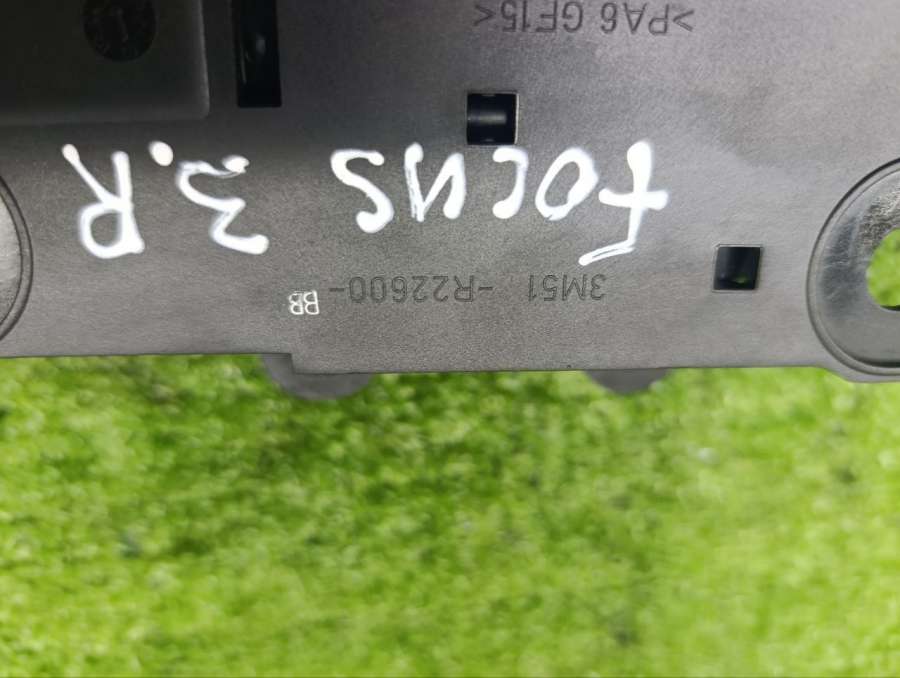 3M51 -R22600- BB
FOCUS 3.R
>PA6 GF15<